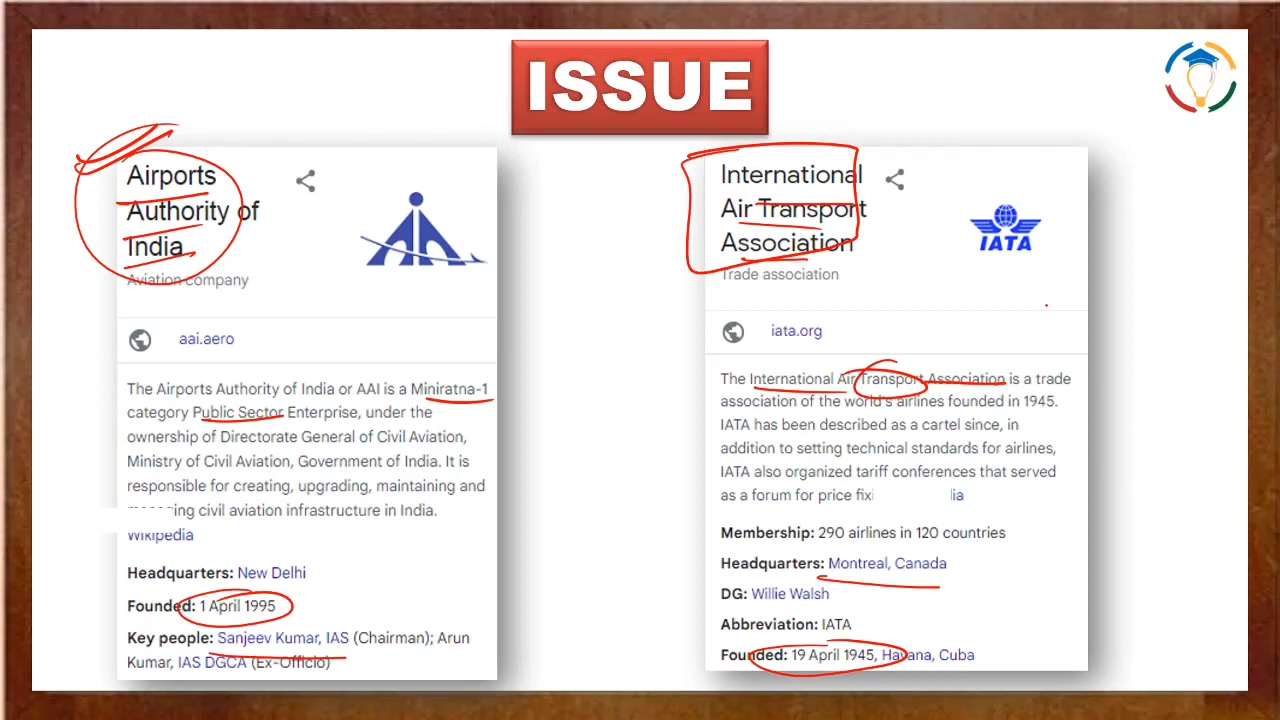 ISSUE
Airports
Authority of
India
Aviation company
aai.aero
The Airports Authority of India or AAI is a Miniratna-1
category Public Sector Enterprise, under the
ownership of Directorate General of Civil Aviation,
Ministry of Civil Aviation, Government of India. It is
responsible for creating, upgrading, maintaining and
managing civil aviation infrastructure in India.
Wikipedia
Headquarters: New Delhi
Founded: 1 April 1995
Key people: Sanjeev Kumar, IAS (Chairman); Arun
Kumar, IAS DGCA (Ex-Officio)
International
Air Transport
Association
IATA
Trade association
iata.org
The International Air Transport Association is a trade
association of the world's airlines founded in 1945.
IATA has been described as a cartel since, in
addition to setting technical standards for airlines,
IATA also organized tariff conferences that served
as a forum for price fixi
Membership: 290 airlines in 120 countries
Headquarters: Montreal, Canada
DG: Willie Walsh
Abbreviation: IATA
Founded: 19 April 1945, Havana, Cuba